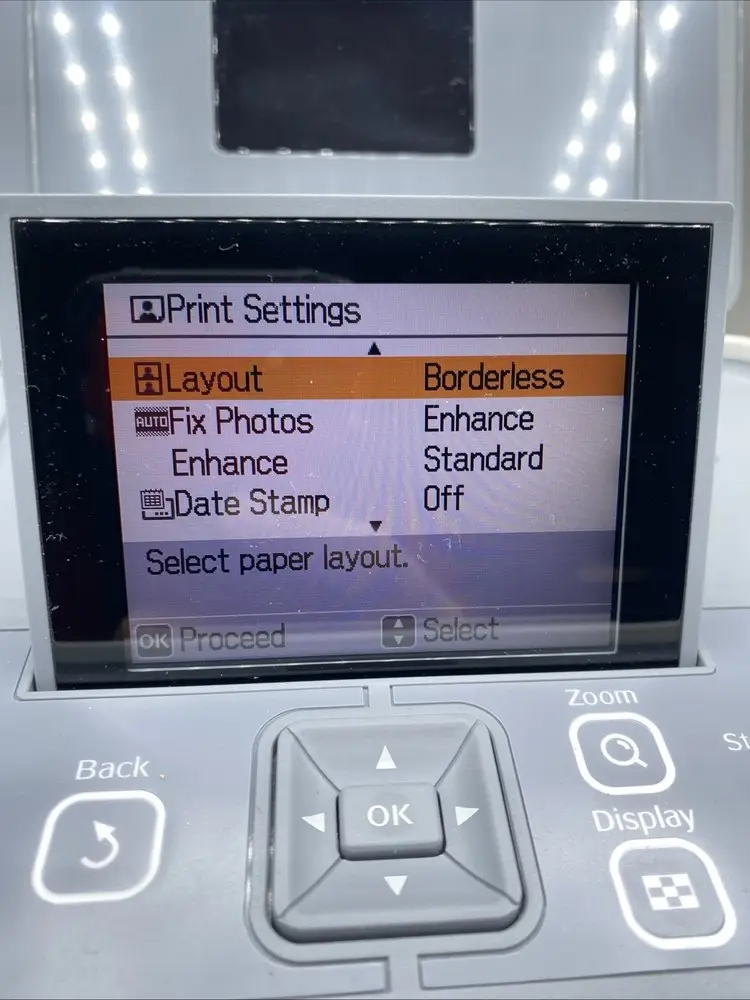 Print Settings
Layout Borderless
AUTO Fix Photos Enhance
Enhance Standard
Date Stamp Off
Select paper layout.
OK Proceed Select
Zoom
Back
OK
Display